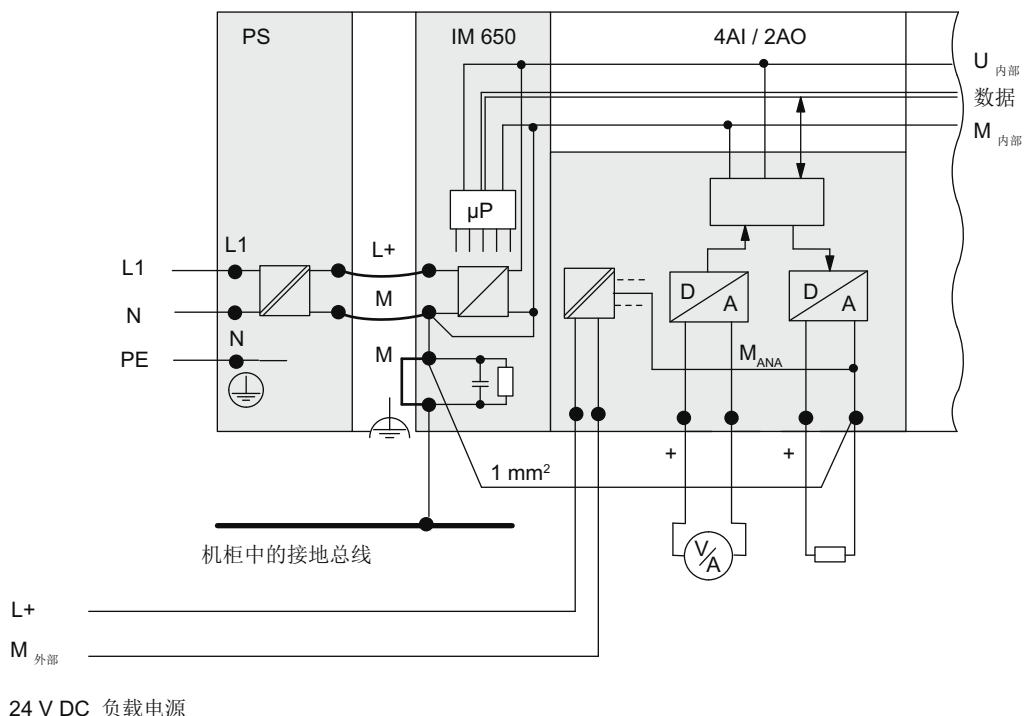 PS
IM 650
4AI / 2AO
U 内部
数据
M 内部
µP
L1
L+
L1
D
A
D
A
N
M
N
PE
M
M ANA
+
+
1 mm²
V/A
机柜中的接地总线
L+
M 外部
24 V DC 负载电源